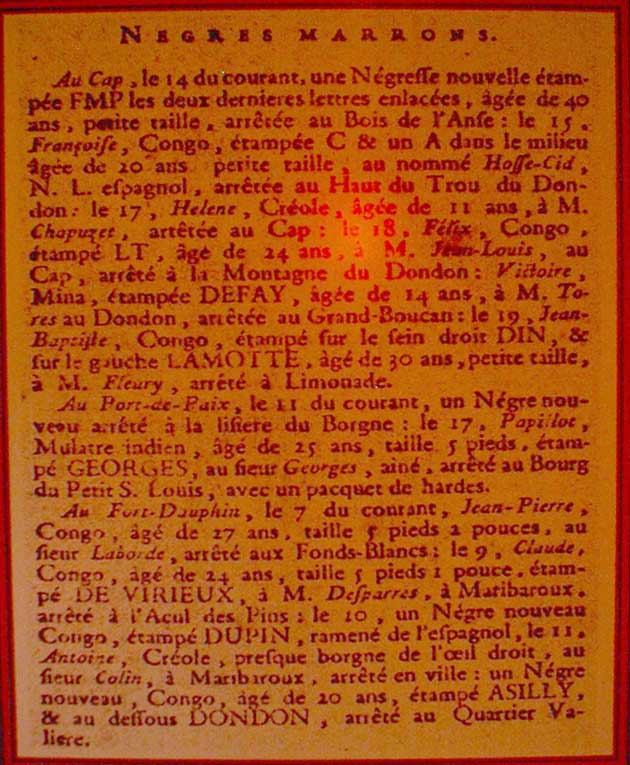 NEGRES MARRONS.
Au Cap, le 14 du courant, une Négresse nouvelle étam-
pée FMP les deux dernieres lettres enlacées, âgée de 40
ans, petite taille, arrêtée au Bois de l'Anse : le 15,
Françoise, Congo, étampée C & un A dans le milieu
âgée de 20 ans petite taille, au nommé Hosse-Cid,
N. L. espagnol, arrêtée au Haut du Trou du Don-
don : le 17, Helene, Créole, âgée de 11 ans, à M.
Chapuzet, arrêtée au Cap : le 18, Félix, Congo,
étampé LT, âgé de 24 ans, à M. Jean-Louis, au
Cap, arrêté à la Montagne du Dondon : Victoire,
Mina, étampée DEFAY, âgée de 14 ans, à M. To-
res au Dondon, arrêtée au Grand-Boucan : le 19, Jean-
Baptiste, Congo, étampé sur le sein droit DIN, &
sur le gauche LAMOTTE, âgé de 30 ans, petite taille,
à M. Fleury, arrêté à Limonade.
Au Port-de-Paix, le 11 du courant, un Négre nou-
veau arrêté à la lisiere du Borgne : le 17, Papillot,
Mulatre indien, âgé de 25 ans, taille 5 pieds, étam-
pé GEORGES, au sieur Georges, ainé, arrêté au Bourg
du Petit S. Louis, avec un pacquet de hardes.
Au Fort-Dauphin, le 7 du courant, Jean-Pierre,
Congo, âgé de 27 ans, taille 5 pieds 2 pouces, au
sieur Laborde, arrêté aux Fonds-Blancs : le 9, Claude,
Congo, âgé de 24 ans, taille 5 pieds 1 pouce, étam-
pé DE VIRIEUX, à M. Desparres, à Maribaroux,
arrêté à l'Acul des Pins : le 10, un Négre nouveau
Congo, étampé DUPIN, ramené de l'espagnol, le 11,
Antoine, Créole, presque borgne de l'œil droit, au
sieur Colin, à Maribaroux, arrêté en ville : un Négre
nouveau, Congo, âgé de 20 ans, étampé ASILLY,
& au dessous DONDON, arrêté au Quartier Va-
liere.